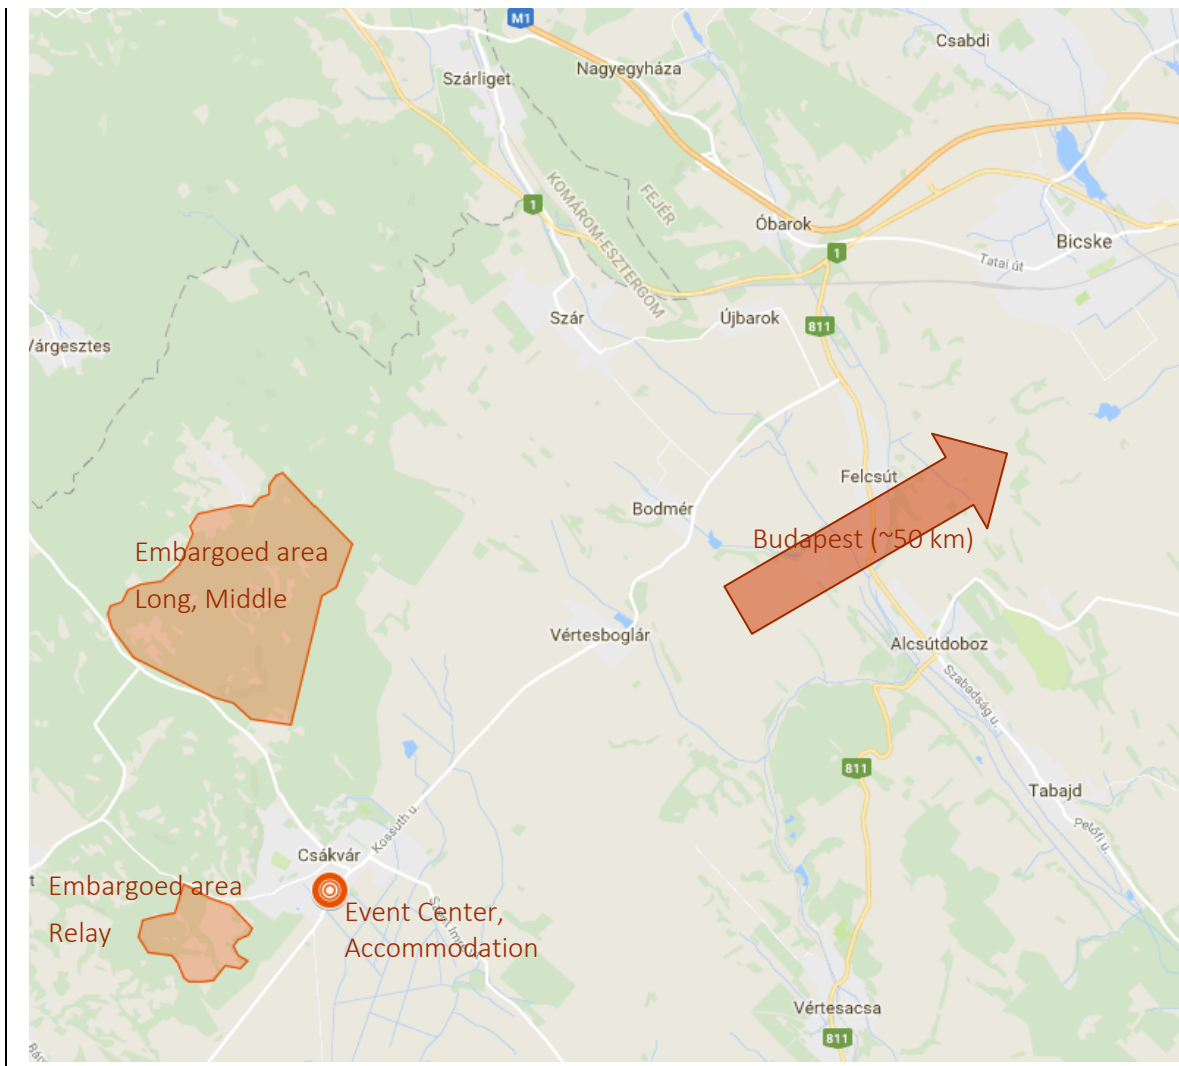 M1
Csabdi
Nagyegyháza
Szárliget
KOMÁROM-ESZTERGOM
FEJÉR
1
Óbarok
Bicske
1
Tatai út
Szár
Újbarok
811
Várgesztes
Felcsút
Bodmér
Embargoed area
Long, Middle
Budapest (~50 km)
Vértesboglár
Alcsútdoboz
Szabadság u.
811
Tabajd
Petőfi u.
Kossuth u.
Csákvár
t
Embargoed area
Relay
Event Center,
Accommodation
Szent Imre u.
Vértesacsa
811